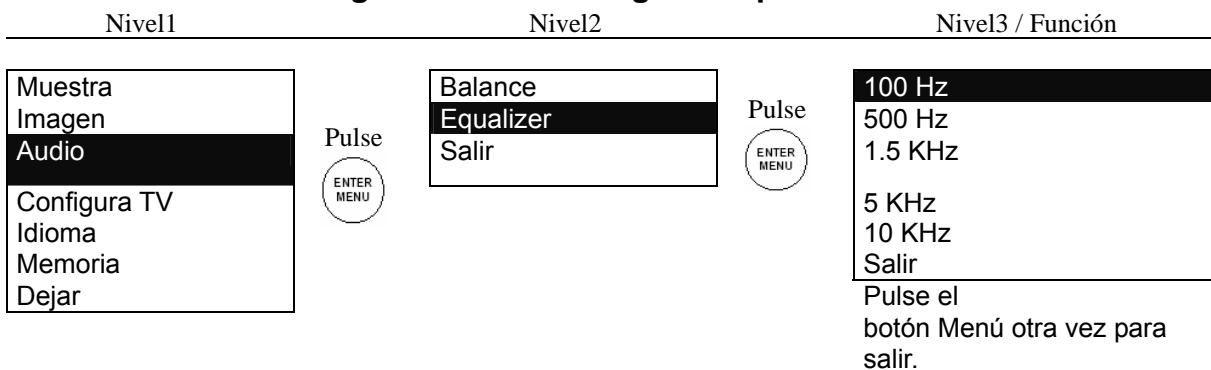 Nivel1 Nivel2 Nivel3 / Función
Muestra
Imagen
Audio
Configura TV
Idioma
Memoria
Dejar
Pulse
ENTER
MENU
Balance
Equalizer
Salir
Pulse
ENTER
MENU
100 Hz
500 Hz
1.5 KHz
5 KHz
10 KHz
Salir
Pulse el
botón Menú otra vez para
salir.